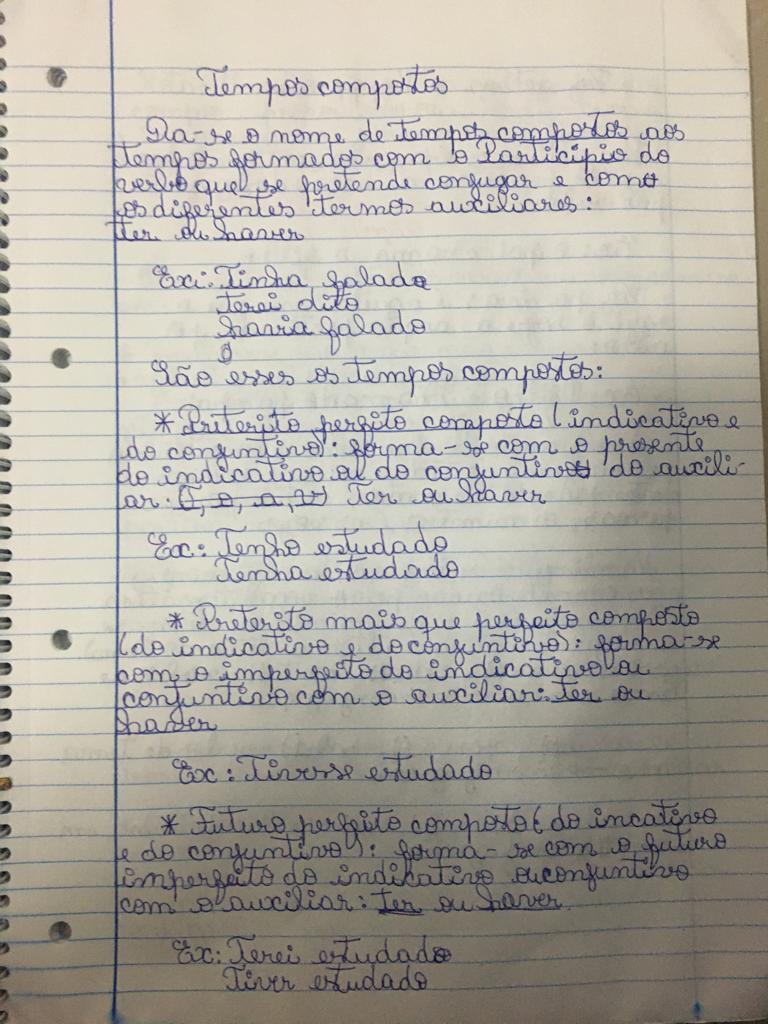 Tempos compostos
Da-se o nome de tempos compostos aos
tempos formados com o Participio do
verbo que se pretende conjugar e com
os diferentes termos auxiliares:
ter ou haver
Ex: Tinha falado
terei dito
havia falado
São esses os tempos compostos:
* Preterito perfeito composto (indicativo e
do conjuntivo): forma-se com o presente
do indicativo ou do conjuntivo do auxili-
ar. Ter ou haver
Ex: Tenho estudado
Tenha estudado
* Preterito mais que perfeito composto
(do indicativo e do conjuntivo): forma-se
com o imperfeito do indicativo ou
conjuntivo com o auxiliar: ter ou
haver
Ex: Tivesse estudado
* Futuro perfeito composto (do incativo
e do conjuntivo): forma-se com o futuro
imperfeito do indicativo ou conjuntivo
com o auxiliar: ter ou haver
Ex: Terei estudado
Tiver estudado